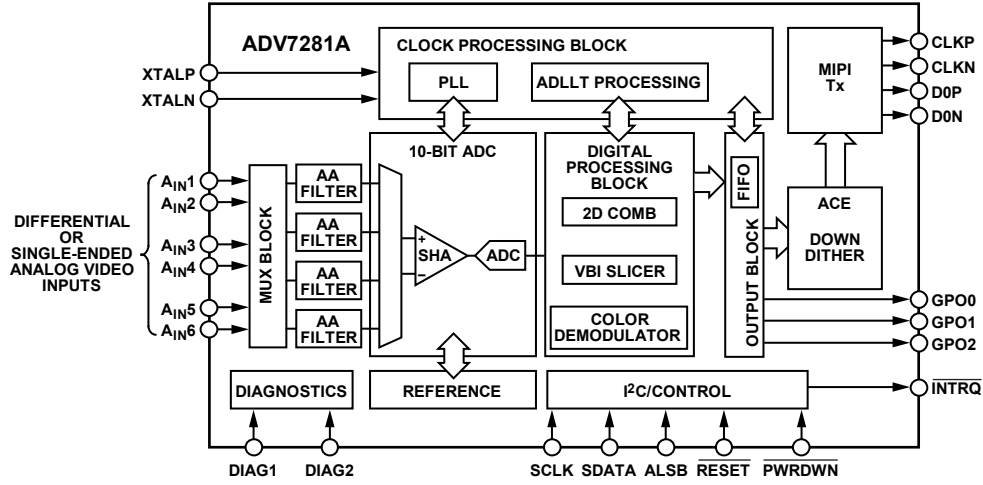 ADV7281A
CLOCK PROCESSING BLOCK
PLL
ADLLT PROCESSING
XTALP
XTALN
MIPI
Tx
CLKP
CLKN
D0P
D0N
10-BIT ADC
DIGITAL
PROCESSING
BLOCK
2D COMB
VBI SLICER
COLOR
DEMODULATOR
FIFO
OUTPUT BLOCK
ACE
DOWN
DITHER
DIFFERENTIAL
OR
SINGLE-ENDED
ANALOG VIDEO
INPUTS
AIN1
AIN2
AIN3
AIN4
AIN5
AIN6
MUX BLOCK
AA
FILTER
AA
FILTER
AA
FILTER
AA
FILTER
+
SHA
–
ADC
GPO0
GPO1
GPO2
DIAGNOSTICS
REFERENCE
I2C/CONTROL
INTRQ
DIAG1
DIAG2
SCLK
SDATA
ALSB
RESET
PWRDWN